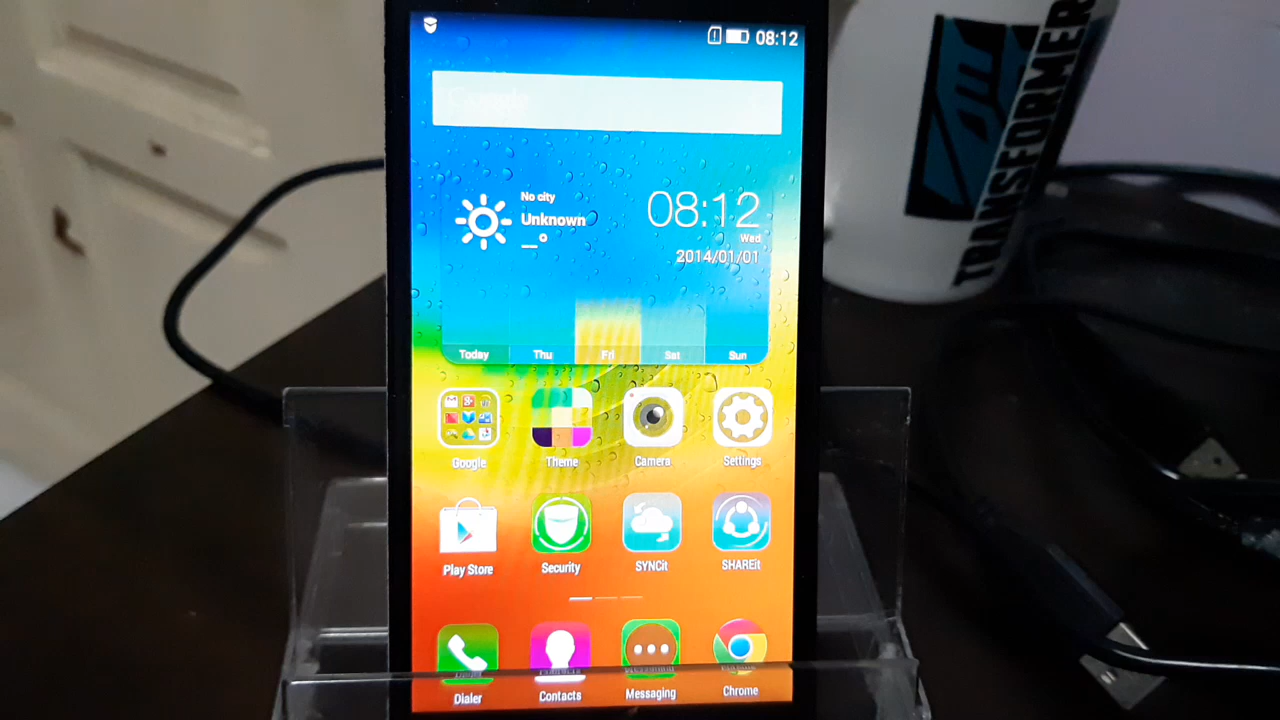 08:12
No city
Unknown
08:12
Wed
2014/01/01
Today Thu Fri Sat Sun
Google Theme Camera Settings
Play Store Security SYNCit SHAREit
Dialer Contacts Messaging Chrome
TRANSFORMER